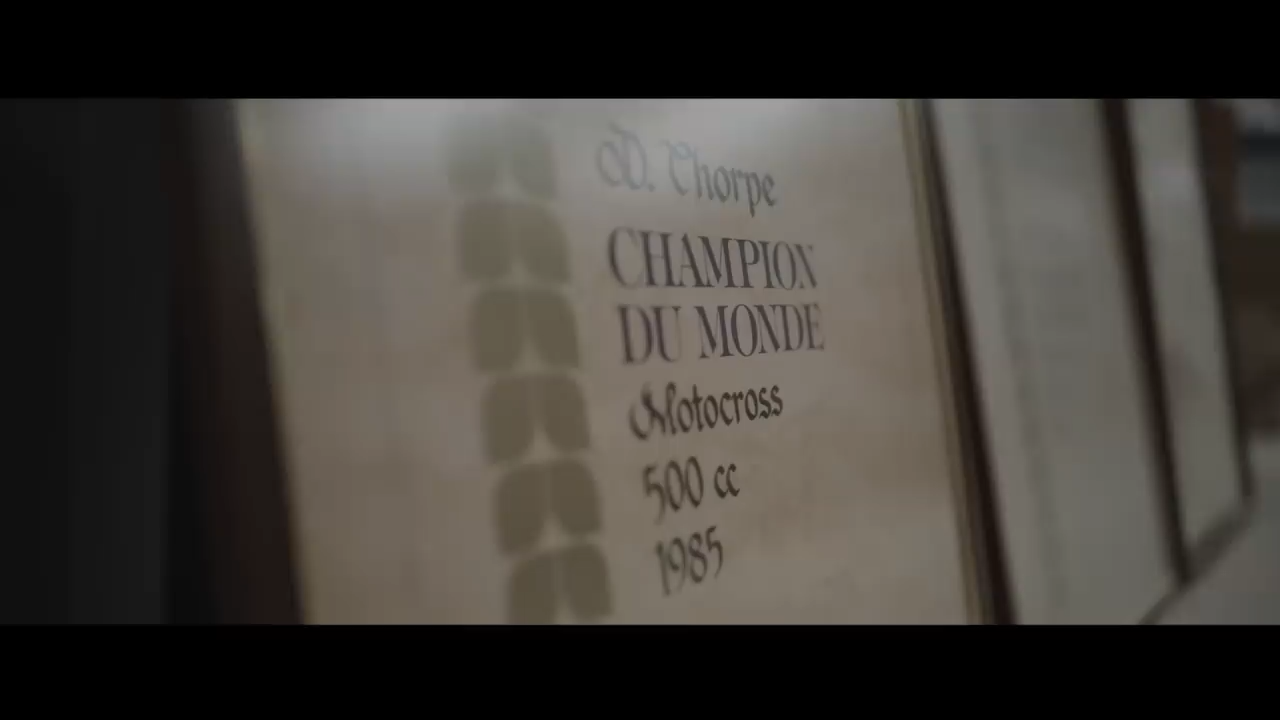 D. Thorpe
CHAMPION
DU MONDE
Motocross
500 cc
1985